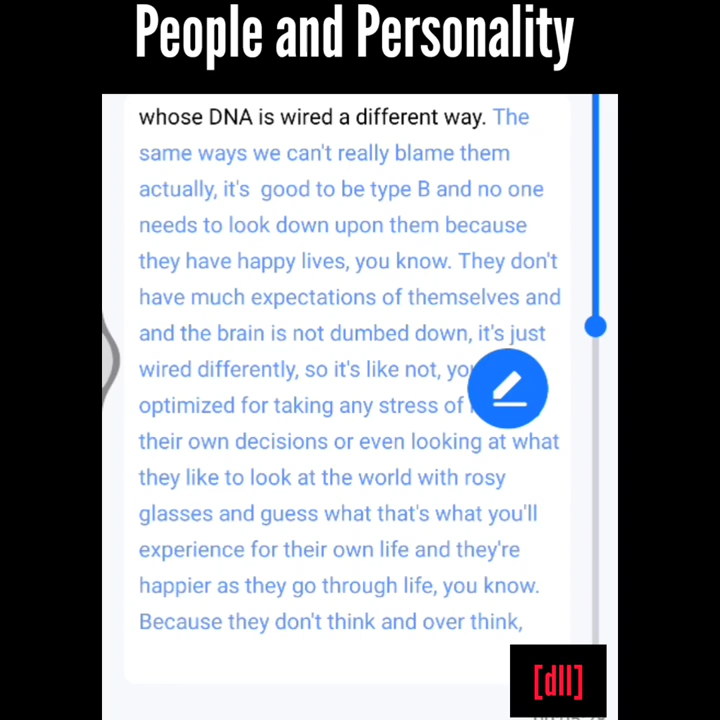 People and Personality
whose DNA is wired a different way. The
same ways we can't really blame them
actually, it's  good to be type B and no one
needs to look down upon them because
they have happy lives, you know. They don't
have much expectations of themselves and
and the brain is not dumbed down, it's just
wired differently, so it's like not,
optimized for taking any stress of
their own decisions or even looking at what
they like to look at the world with rosy
glasses and guess what that's what you'll
experience for their own life and they're
happier as they go through life, you know.
Because they don't think and over think,
[dll]